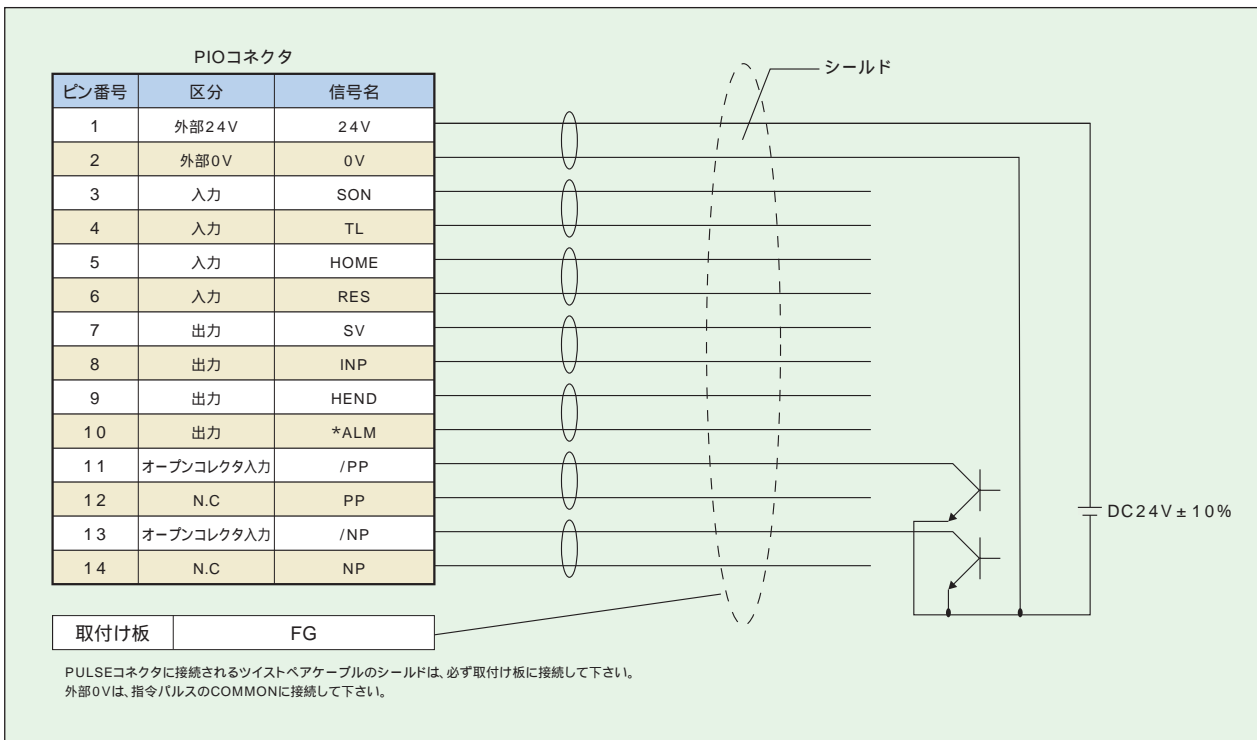 PIOコネクタ
シールド
ピン番号 区分 信号名
1 外部24V 24V
2 外部0V 0V
3 入力 SON
4 入力 TL
5 入力 HOME
6 入力 RES
7 出力 SV
8 出力 INP
9 出力 HEND
10 出力 *ALM
11 オープンコレクタ入力 /PP
12 N.C PP
13 オープンコレクタ入力 /NP
14 N.C NP
DC24V±10%
取付け板 FG
PULSEコネクタに接続されるツイストペアケーブルのシールドは、必ず取付け板に接続して下さい。
外部0Vは、指令パルスのCOMMONに接続して下さい。